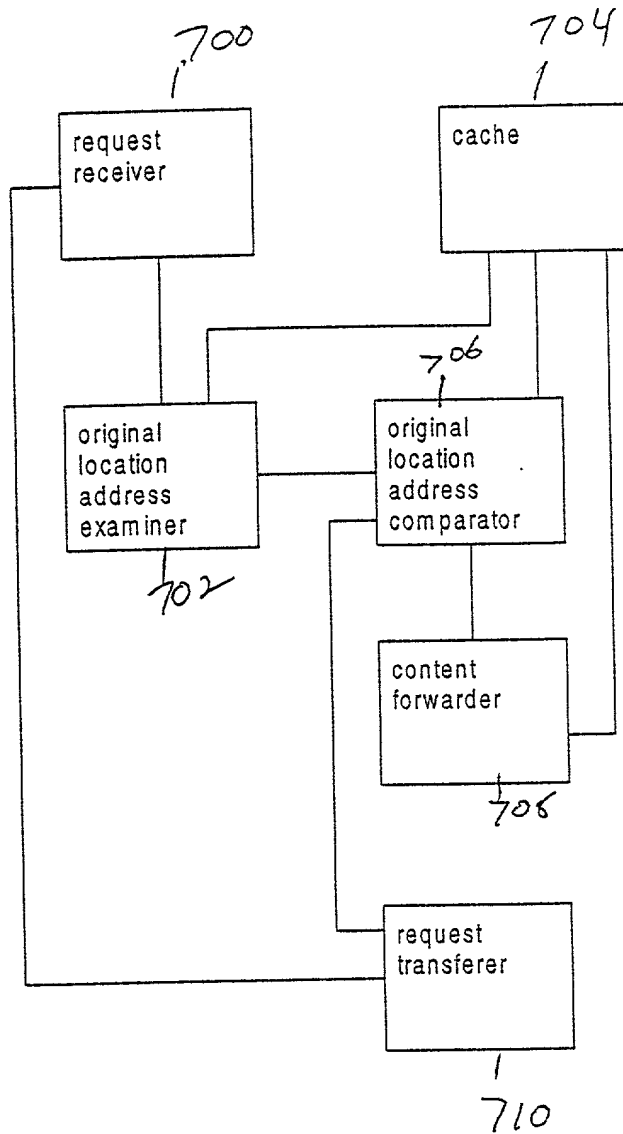 700
704
request
receiver
cache
706
original
location
address
examiner
original
location
address
comparator
702
content
forwarder
708
request
transferer
710